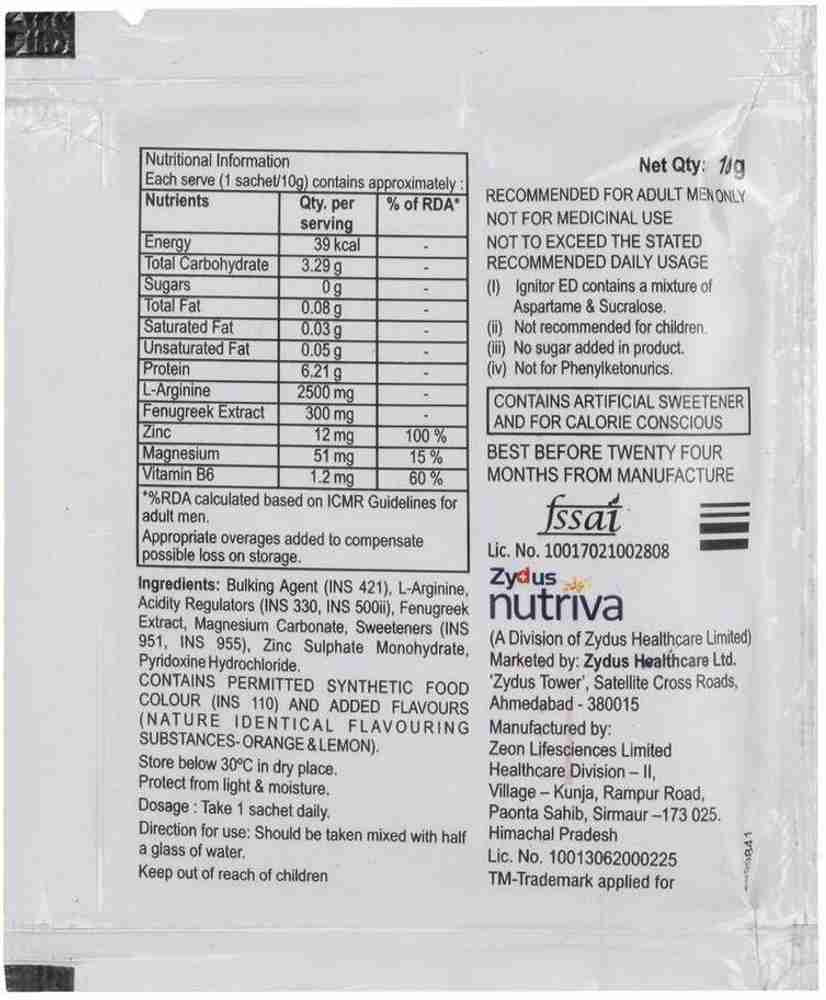 Nutritional Information
Each serve (1 sachet/10g) contains approximately :
Nutrients Qty. per serving % of RDA*
Energy 39 kcal -
Total Carbohydrate 3.29 g -
Sugars 0 g -
Total Fat 0.08 g -
Saturated Fat 0.03 g -
Unsaturated Fat 0.05 g -
Protein 6.21 g -
L-Arginine 2500 mg -
Fenugreek Extract 300 mg -
Zinc 12 mg 100 %
Magnesium 51 mg 15 %
Vitamin B6 1.2 mg 60 %
*%RDA calculated based on ICMR Guidelines for
adult men.
Appropriate overages added to compensate
possible loss on storage.
Ingredients: Bulking Agent (INS 421), L-Arginine,
Acidity Regulators (INS 330, INS 500ii), Fenugreek
Extract, Magnesium Carbonate, Sweeteners (INS
951, INS 955), Zinc Sulphate Monohydrate,
Pyridoxine Hydrochloride.
CONTAINS PERMITTED SYNTHETIC FOOD
COLOUR (INS 110) AND ADDED FLAVOURS
(NATURE IDENTICAL FLAVOURING
SUBSTANCES- ORANGE & LEMON).
Store below 30ºC in dry place.
Protect from light & moisture.
Dosage : Take 1 sachet daily.
Direction for use: Should be taken mixed with half
a glass of water.
Keep out of reach of children
Net Qty:
RECOMMENDED FOR ADULT MEN ONLY
NOT FOR MEDICINAL USE
NOT TO EXCEED THE STATED
RECOMMENDED DAILY USAGE
(I) Ignitor ED contains a mixture of
Aspartame & Sucralose.
(ii) Not recommended for children.
(iii) No sugar added in product.
(iv) Not for Phenylketonurics.
CONTAINS ARTIFICIAL SWEETENER
AND FOR CALORIE CONSCIOUS
BEST BEFORE TWENTY FOUR
MONTHS FROM MANUFACTURE
fssai
Lic. No. 10017021002808
Zydus
nutriva
(A Division of Zydus Healthcare Limited)
Marketed by: Zydus Healthcare Ltd.
'Zydus Tower', Satellite Cross Roads,
Ahmedabad - 380015
Manufactured by:
Zeon Lifesciences Limited
Healthcare Division – II,
Village – Kunja, Rampur Road,
Paonta Sahib, Sirmaur –173 025.
Himachal Pradesh
Lic. No. 10013062000225
TM-Trademark applied for